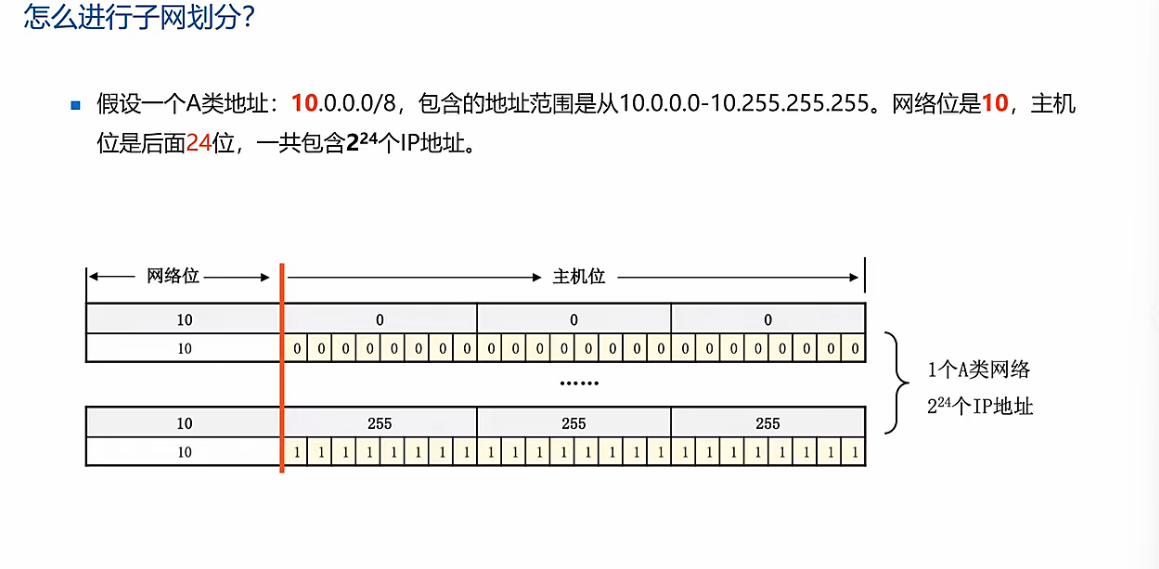 怎么进行子网划分?
假设一个A类地址：10.0.0.0/8，包含的地址范围是从10.0.0.0-10.255.255.255。网络位是10，主机
位是后面24位，一共包含2²⁴个IP地址。
网络位 主机位
10 0 0 0
10 0 0 0 0 0 0 0 0 0 0 0 0 0 0 0 0 0 0 0 0 0 0 0 0
……
10 255 255 255
10 1 1 1 1 1 1 1 1 1 1 1 1 1 1 1 1 1 1 1 1 1 1 1 1
1个A类网络
2²⁴个IP地址